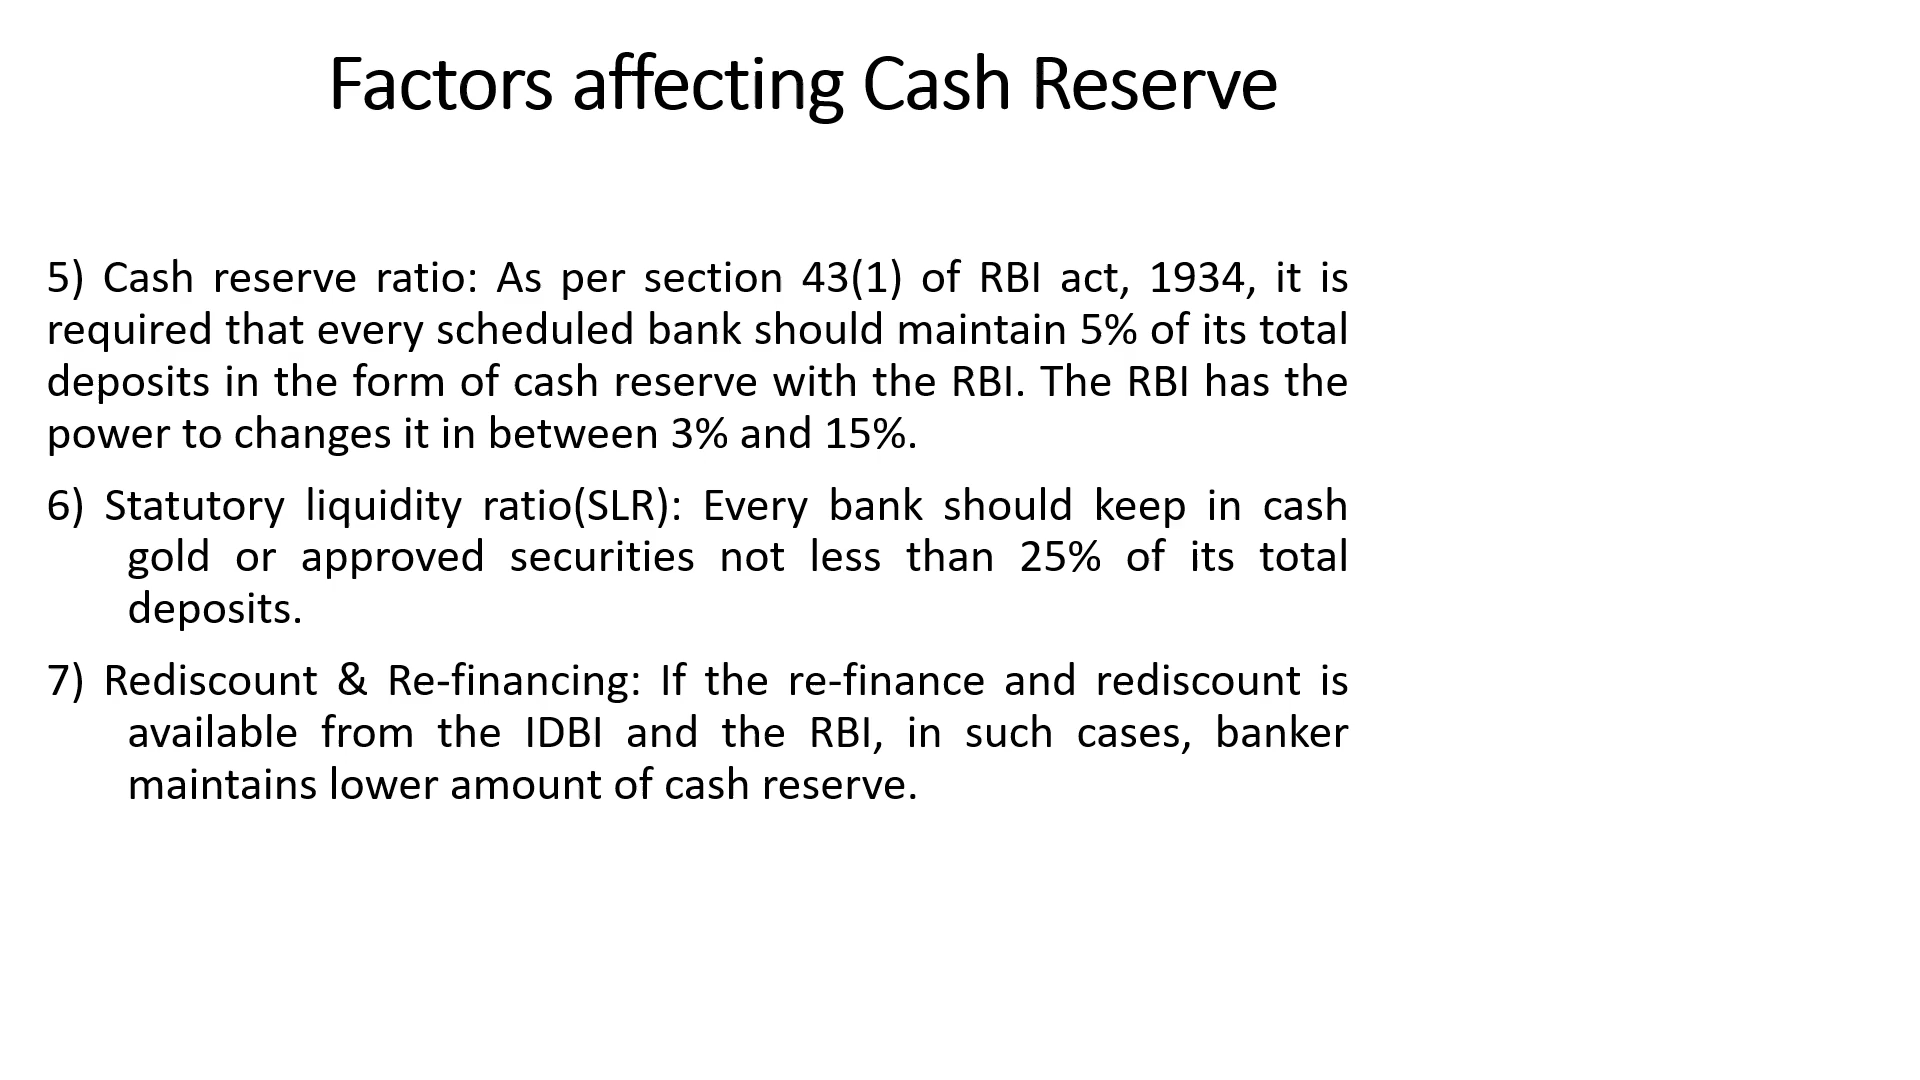 Factors affecting Cash Reserve
5) Cash reserve ratio: As per section 43(1) of RBI act, 1934, it is
required that every scheduled bank should maintain 5% of its total
deposits in the form of cash reserve with the RBI. The RBI has the
power to changes it in between 3% and 15%.
6) Statutory liquidity ratio(SLR): Every bank should keep in cash
gold or approved securities not less than 25% of its total
deposits.
7) Rediscount & Re-financing: If the re-finance and rediscount is
available from the IDBI and the RBI, in such cases, banker
maintains lower amount of cash reserve.